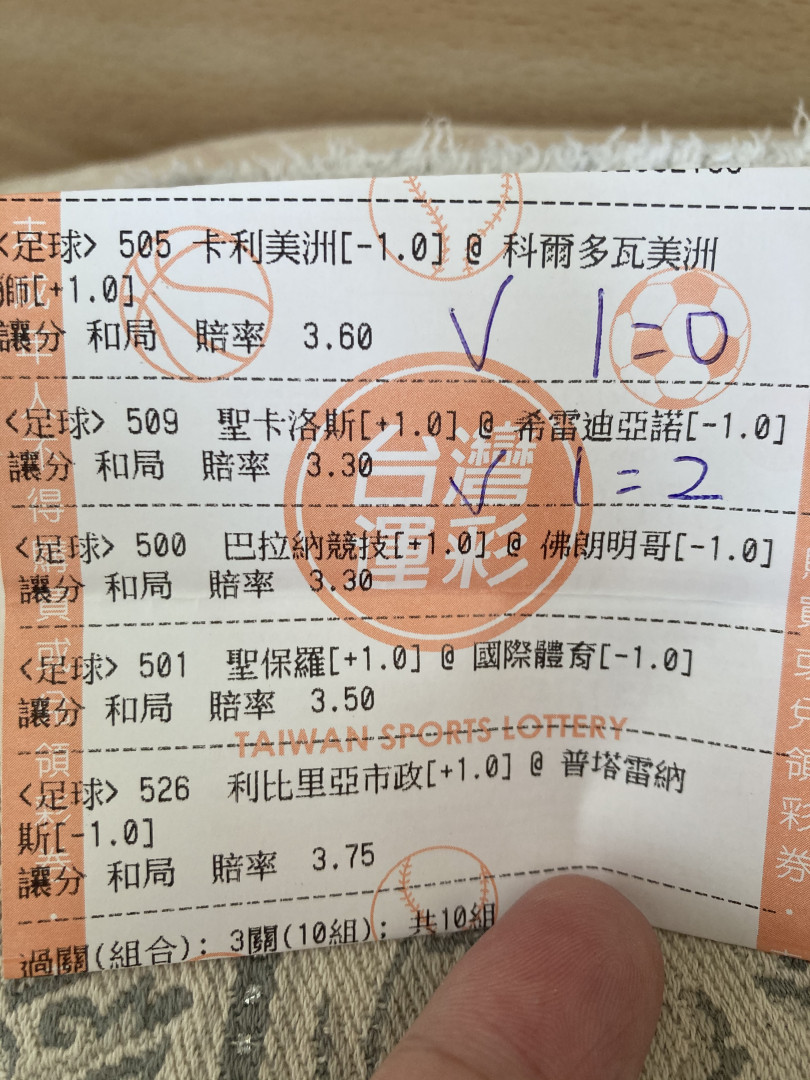 <足球> 505 卡利美洲[-1.0] @ 科爾多瓦美洲
獅[+1.0]
讓分 和局 賠率 3.60
V 1=0
<足球> 509 聖卡洛斯[+1.0] @ 希雷迪亞諾[-1.0]
讓分 和局 賠率 3.30
V 1=2
<足球> 500 巴拉納競技[+1.0] @ 佛朗明哥[-1.0]
讓分 和局 賠率 3.30
<足球> 501 聖保羅[+1.0] @ 國際體育[-1.0]
讓分 和局 賠率 3.50
<足球> 526 利比里亞市政[+1.0] @ 普塔雷納
斯[-1.0]
讓分 和局 賠率 3.75
過關(組合): 3關(10組); 共10組
台灣
運彩
TAIWAN SPORTS LOTTERY